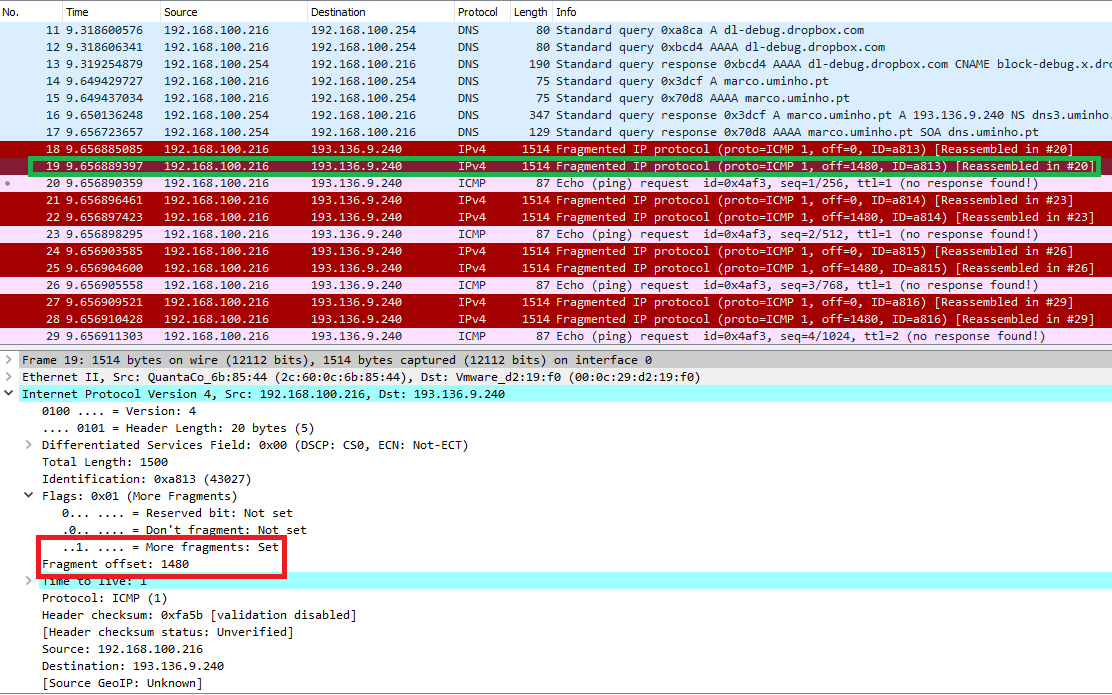 No. Time Source Destination Protocol Length Info
11 9.318600576 192.168.100.216 192.168.100.254 DNS 80 Standard query 0xa8ca A dl-debug.dropbox.com
12 9.318606341 192.168.100.216 192.168.100.254 DNS 80 Standard query 0xbcd4 AAAA dl-debug.dropbox.com
13 9.319254879 192.168.100.254 192.168.100.216 DNS 190 Standard query response 0xbcd4 AAAA dl-debug.dropbox.com CNAME block-debug.x.dro
14 9.649429727 192.168.100.216 192.168.100.254 DNS 75 Standard query 0x3dcf A marco.uminho.pt
15 9.649437034 192.168.100.216 192.168.100.254 DNS 75 Standard query 0x70d8 AAAA marco.uminho.pt
16 9.650136248 192.168.100.254 192.168.100.216 DNS 347 Standard query response 0x3dcf A marco.uminho.pt A 193.136.9.240 NS dns3.uminho.
17 9.656723657 192.168.100.254 192.168.100.216 DNS 129 Standard query response 0x70d8 AAAA marco.uminho.pt SOA dns.uminho.pt
18 9.656885085 192.168.100.216 193.136.9.240 IPv4 1514 Fragmented IP protocol (proto=ICMP 1, off=0, ID=a813) [Reassembled in #20]
19 9.656889397 192.168.100.216 193.136.9.240 IPv4 1514 Fragmented IP protocol (proto=ICMP 1, off=1480, ID=a813) [Reassembled in #20]
20 9.656890359 192.168.100.216 193.136.9.240 ICMP 87 Echo (ping) request id=0x4af3, seq=1/256, ttl=1 (no response found!)
21 9.656896461 192.168.100.216 193.136.9.240 IPv4 1514 Fragmented IP protocol (proto=ICMP 1, off=0, ID=a814) [Reassembled in #23]
22 9.656897423 192.168.100.216 193.136.9.240 IPv4 1514 Fragmented IP protocol (proto=ICMP 1, off=1480, ID=a814) [Reassembled in #23]
23 9.656898295 192.168.100.216 193.136.9.240 ICMP 87 Echo (ping) request id=0x4af3, seq=2/512, ttl=1 (no response found!)
24 9.656903585 192.168.100.216 193.136.9.240 IPv4 1514 Fragmented IP protocol (proto=ICMP 1, off=0, ID=a815) [Reassembled in #26]
25 9.656904600 192.168.100.216 193.136.9.240 IPv4 1514 Fragmented IP protocol (proto=ICMP 1, off=1480, ID=a815) [Reassembled in #26]
26 9.656905558 192.168.100.216 193.136.9.240 ICMP 87 Echo (ping) request id=0x4af3, seq=3/768, ttl=1 (no response found!)
27 9.656909521 192.168.100.216 193.136.9.240 IPv4 1514 Fragmented IP protocol (proto=ICMP 1, off=0, ID=a816) [Reassembled in #29]
28 9.656910428 192.168.100.216 193.136.9.240 IPv4 1514 Fragmented IP protocol (proto=ICMP 1, off=1480, ID=a816) [Reassembled in #29]
29 9.656911303 192.168.100.216 193.136.9.240 ICMP 87 Echo (ping) request id=0x4af3, seq=4/1024, ttl=2 (no response found!)
Frame 19: 1514 bytes on wire (12112 bits), 1514 bytes captured (12112 bits) on interface 0
Ethernet II, Src: QuantaCo_6b:85:44 (2c:60:0c:6b:85:44), Dst: Vmware_d2:19:f0 (00:0c:29:d2:19:f0)
Internet Protocol Version 4, Src: 192.168.100.216, Dst: 193.136.9.240
0100 .... = Version: 4
.... 0101 = Header Length: 20 bytes (5)
Differentiated Services Field: 0x00 (DSCP: CS0, ECN: Not-ECT)
Total Length: 1500
Identification: 0xa813 (43027)
Flags: 0x01 (More Fragments)
0... .... = Reserved bit: Not set
.0.. .... = Don't fragment: Not set
..1. .... = More fragments: Set
Fragment offset: 1480
Time to live: 1
Protocol: ICMP (1)
Header checksum: 0xfa5b [validation disabled]
[Header checksum status: Unverified]
Source: 192.168.100.216
Destination: 193.136.9.240
[Source GeoIP: Unknown]